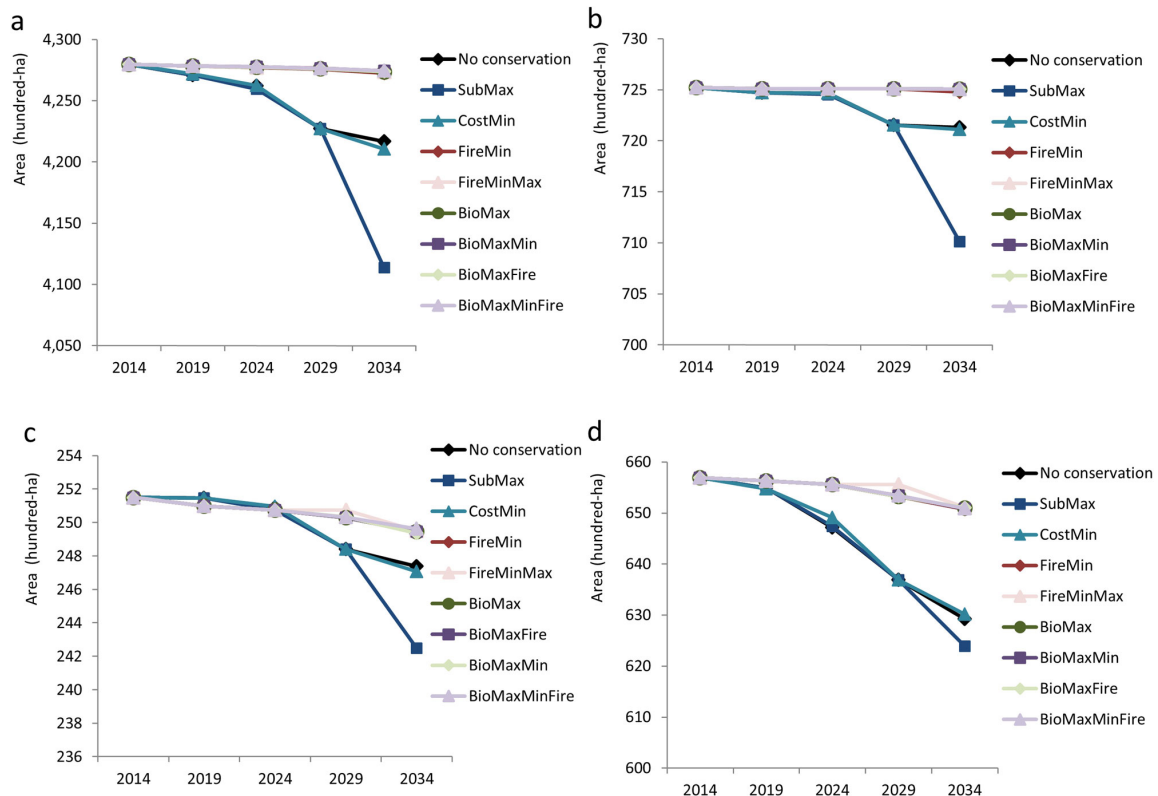 a
Area (hundred-ha)
4,300
4,250
4,200
4,150
4,100
4,050
2014 2019 2024 2029 2034
No conservation
SubMax
CostMin
FireMin
FireMinMax
BioMax
BioMaxMin
BioMaxFire
BioMaxMinFire
b
Area (hundred-ha)
730
725
720
715
710
705
700
2014 2019 2024 2029 2034
No conservation
SubMax
CostMin
FireMin
FireMinMax
BioMax
BioMaxMin
BioMaxFire
BioMaxMinFire
c
Area (hundred-ha)
254
252
250
248
246
244
242
240
238
236
2014 2019 2024 2029 2034
No conservation
SubMax
CostMin
FireMin
FireMinMax
BioMax
BioMaxFire
BioMaxMin
BioMaxMinFire
d
Area (hundred-ha)
660
650
640
630
620
610
600
2014 2019 2024 2029 2034
No conservation
SubMax
CostMin
FireMin
FireMinMax
BioMax
BioMaxMin
BioMaxFire
BioMaxMinFire